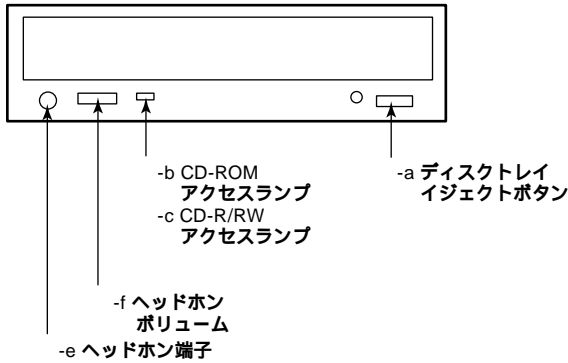 -b CD-ROM
アクセスランプ
-c CD-R/RW
アクセスランプ
-a ディスクトレイ
イジェクトボタン
-f ヘッドホン
ボリューム
-e ヘッドホン端子